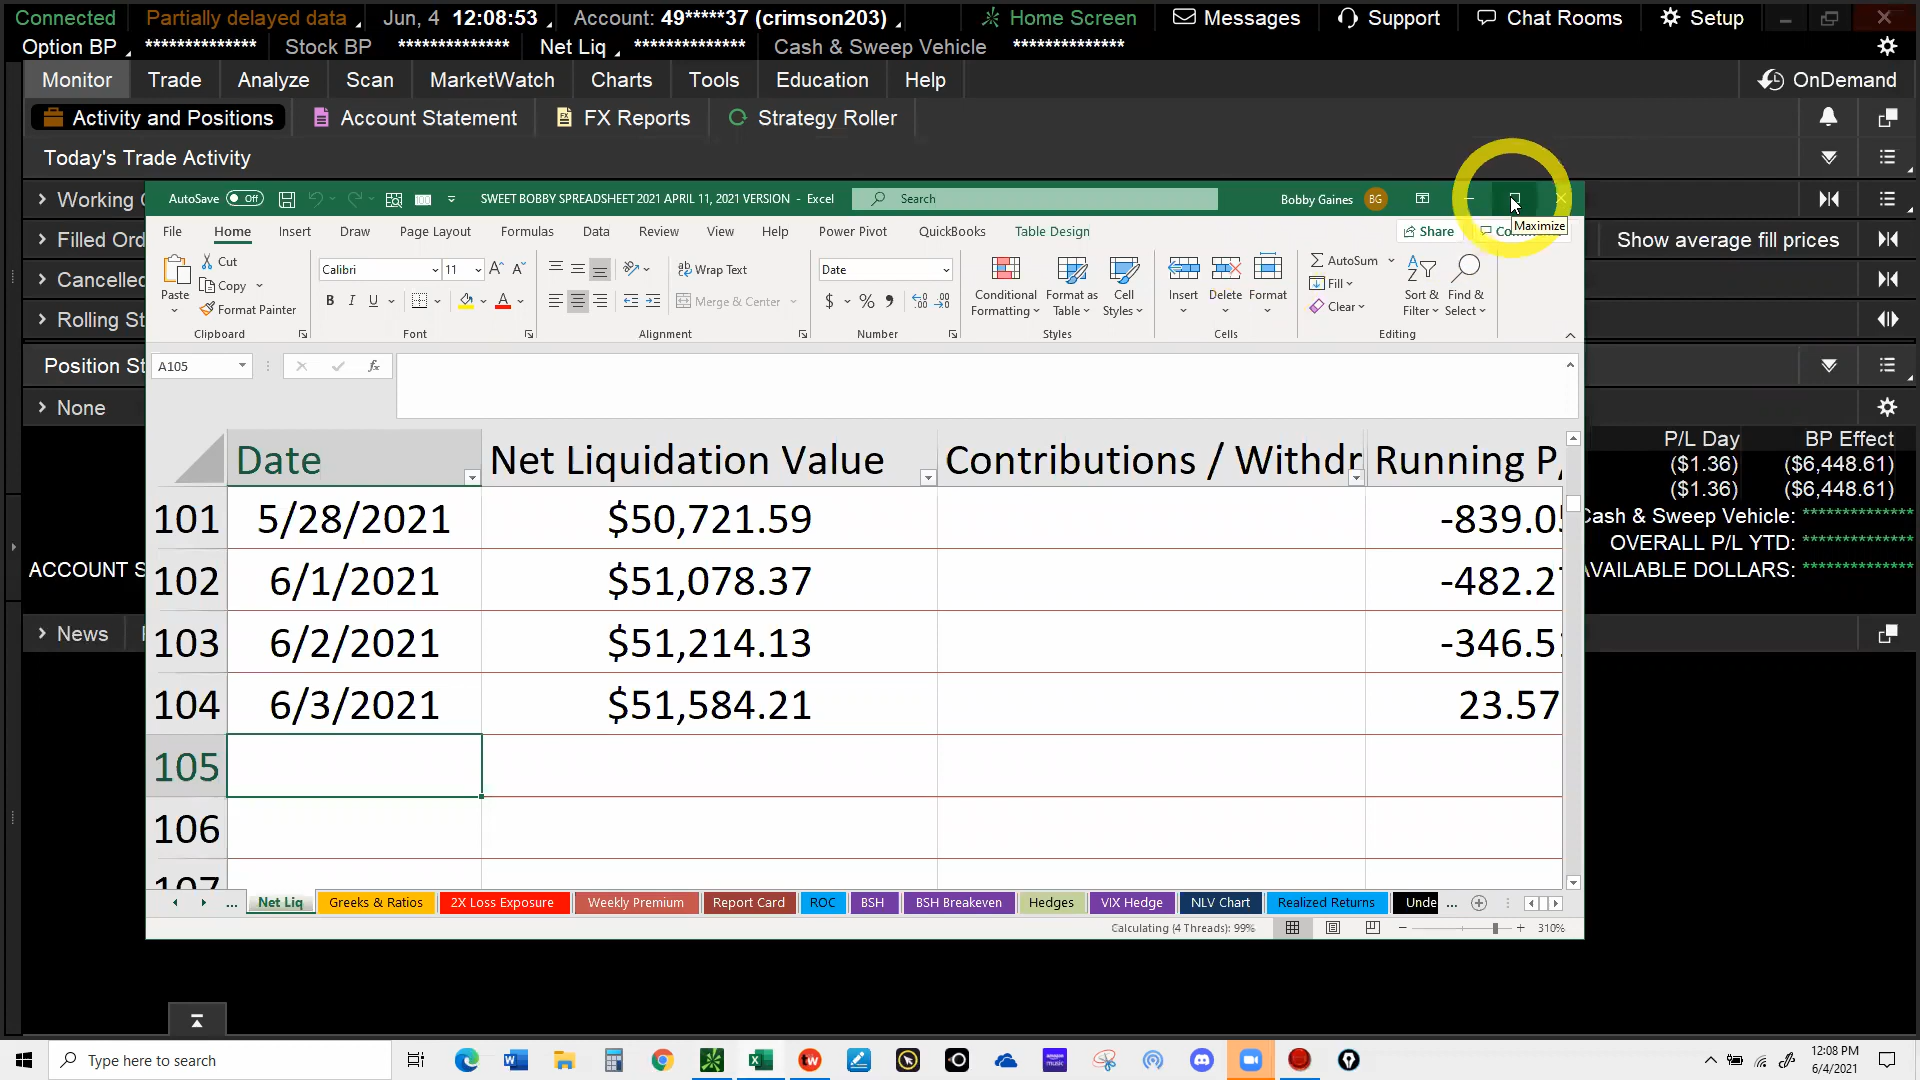 Connected Partially delayed data Jun, 4 12:08:53 Account: 49*****37 (crimson203) Home Screen Messages Support Chat Rooms Setup
Option BP ************** Stock BP ************** Net Liq ************** Cash & Sweep Vehicle **************
Monitor Trade Analyze Scan MarketWatch Charts Tools Education Help OnDemand
Activity and Positions Account Statement FX Reports Strategy Roller
Today's Trade Activity
Working
Filled Ord
Show average fill prices
Cancelled
Rolling St
Position St
None
AutoSave Off SWEET BOBBY SPREADSHEET 2021 APRIL 11, 2021 VERSION - Excel Search Bobby Gaines BG
Maximize
File Home Insert Draw Page Layout Formulas Data Review View Help Power Pivot QuickBooks Table Design Share
Paste Cut Copy Format Painter
Calibri 11
B I U
Wrap Text
Merge & Center
Date
$ %
Conditional Formatting Format as Table Cell Styles
Insert Delete Format
AutoSum Fill Clear
Sort & Filter Find & Select
Clipboard Font Alignment Number Styles Cells Editing
A105 fx
Date Net Liquidation Value Contributions / Withdr Running P/
101 5/28/2021 $50,721.59 -839.05
102 6/1/2021 $51,078.37 -482.27
103 6/2/2021 $51,214.13 -346.51
104 6/3/2021 $51,584.21 23.57
105
106
107
... Net Liq Greeks & Ratios 2X Loss Exposure Weekly Premium Report Card ROC BSH BSH Breakeven Hedges VIX Hedge NLV Chart Realized Returns Unde ...
Calculating (4 Threads): 99% 310%
P/L Day BP Effect
($1.36) ($6,448.61)
($1.36) ($6,448.61)
Cash & Sweep Vehicle: **************
OVERALL P/L YTD: **************
ACCOUNT S
AVAILABLE DOLLARS: **************
News
Type here to search
12:08 PM
6/4/2021